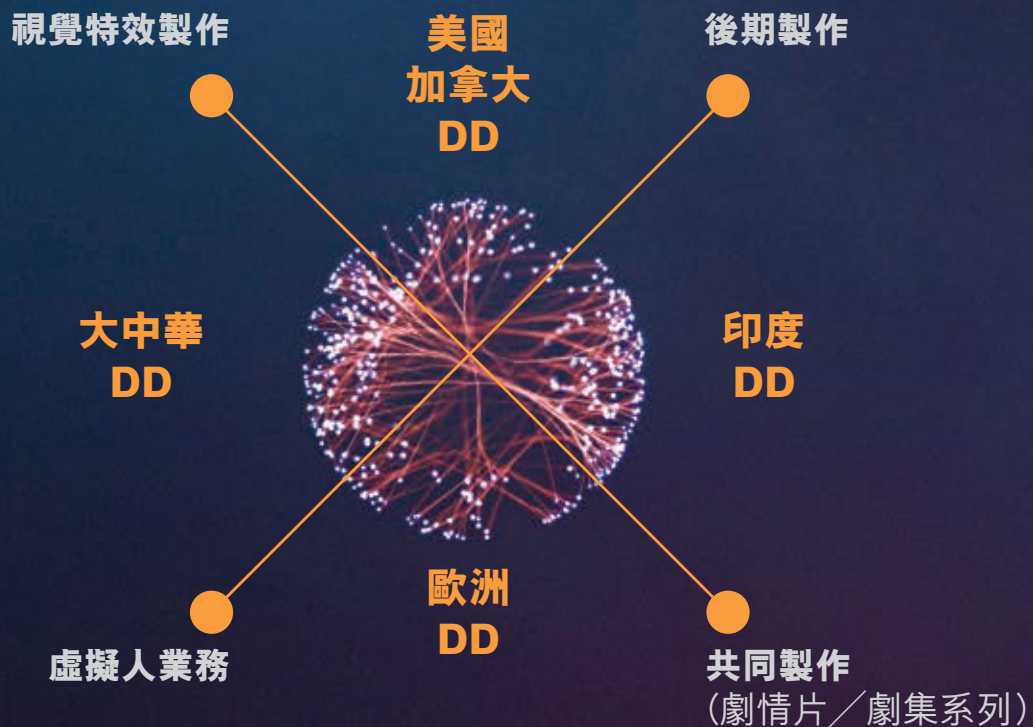 視覺特效製作
美國
加拿大
DD
後期製作
大中華
DD
印度
DD
歐洲
DD
虛擬人業務
共同製作
(劇情片／劇集系列)